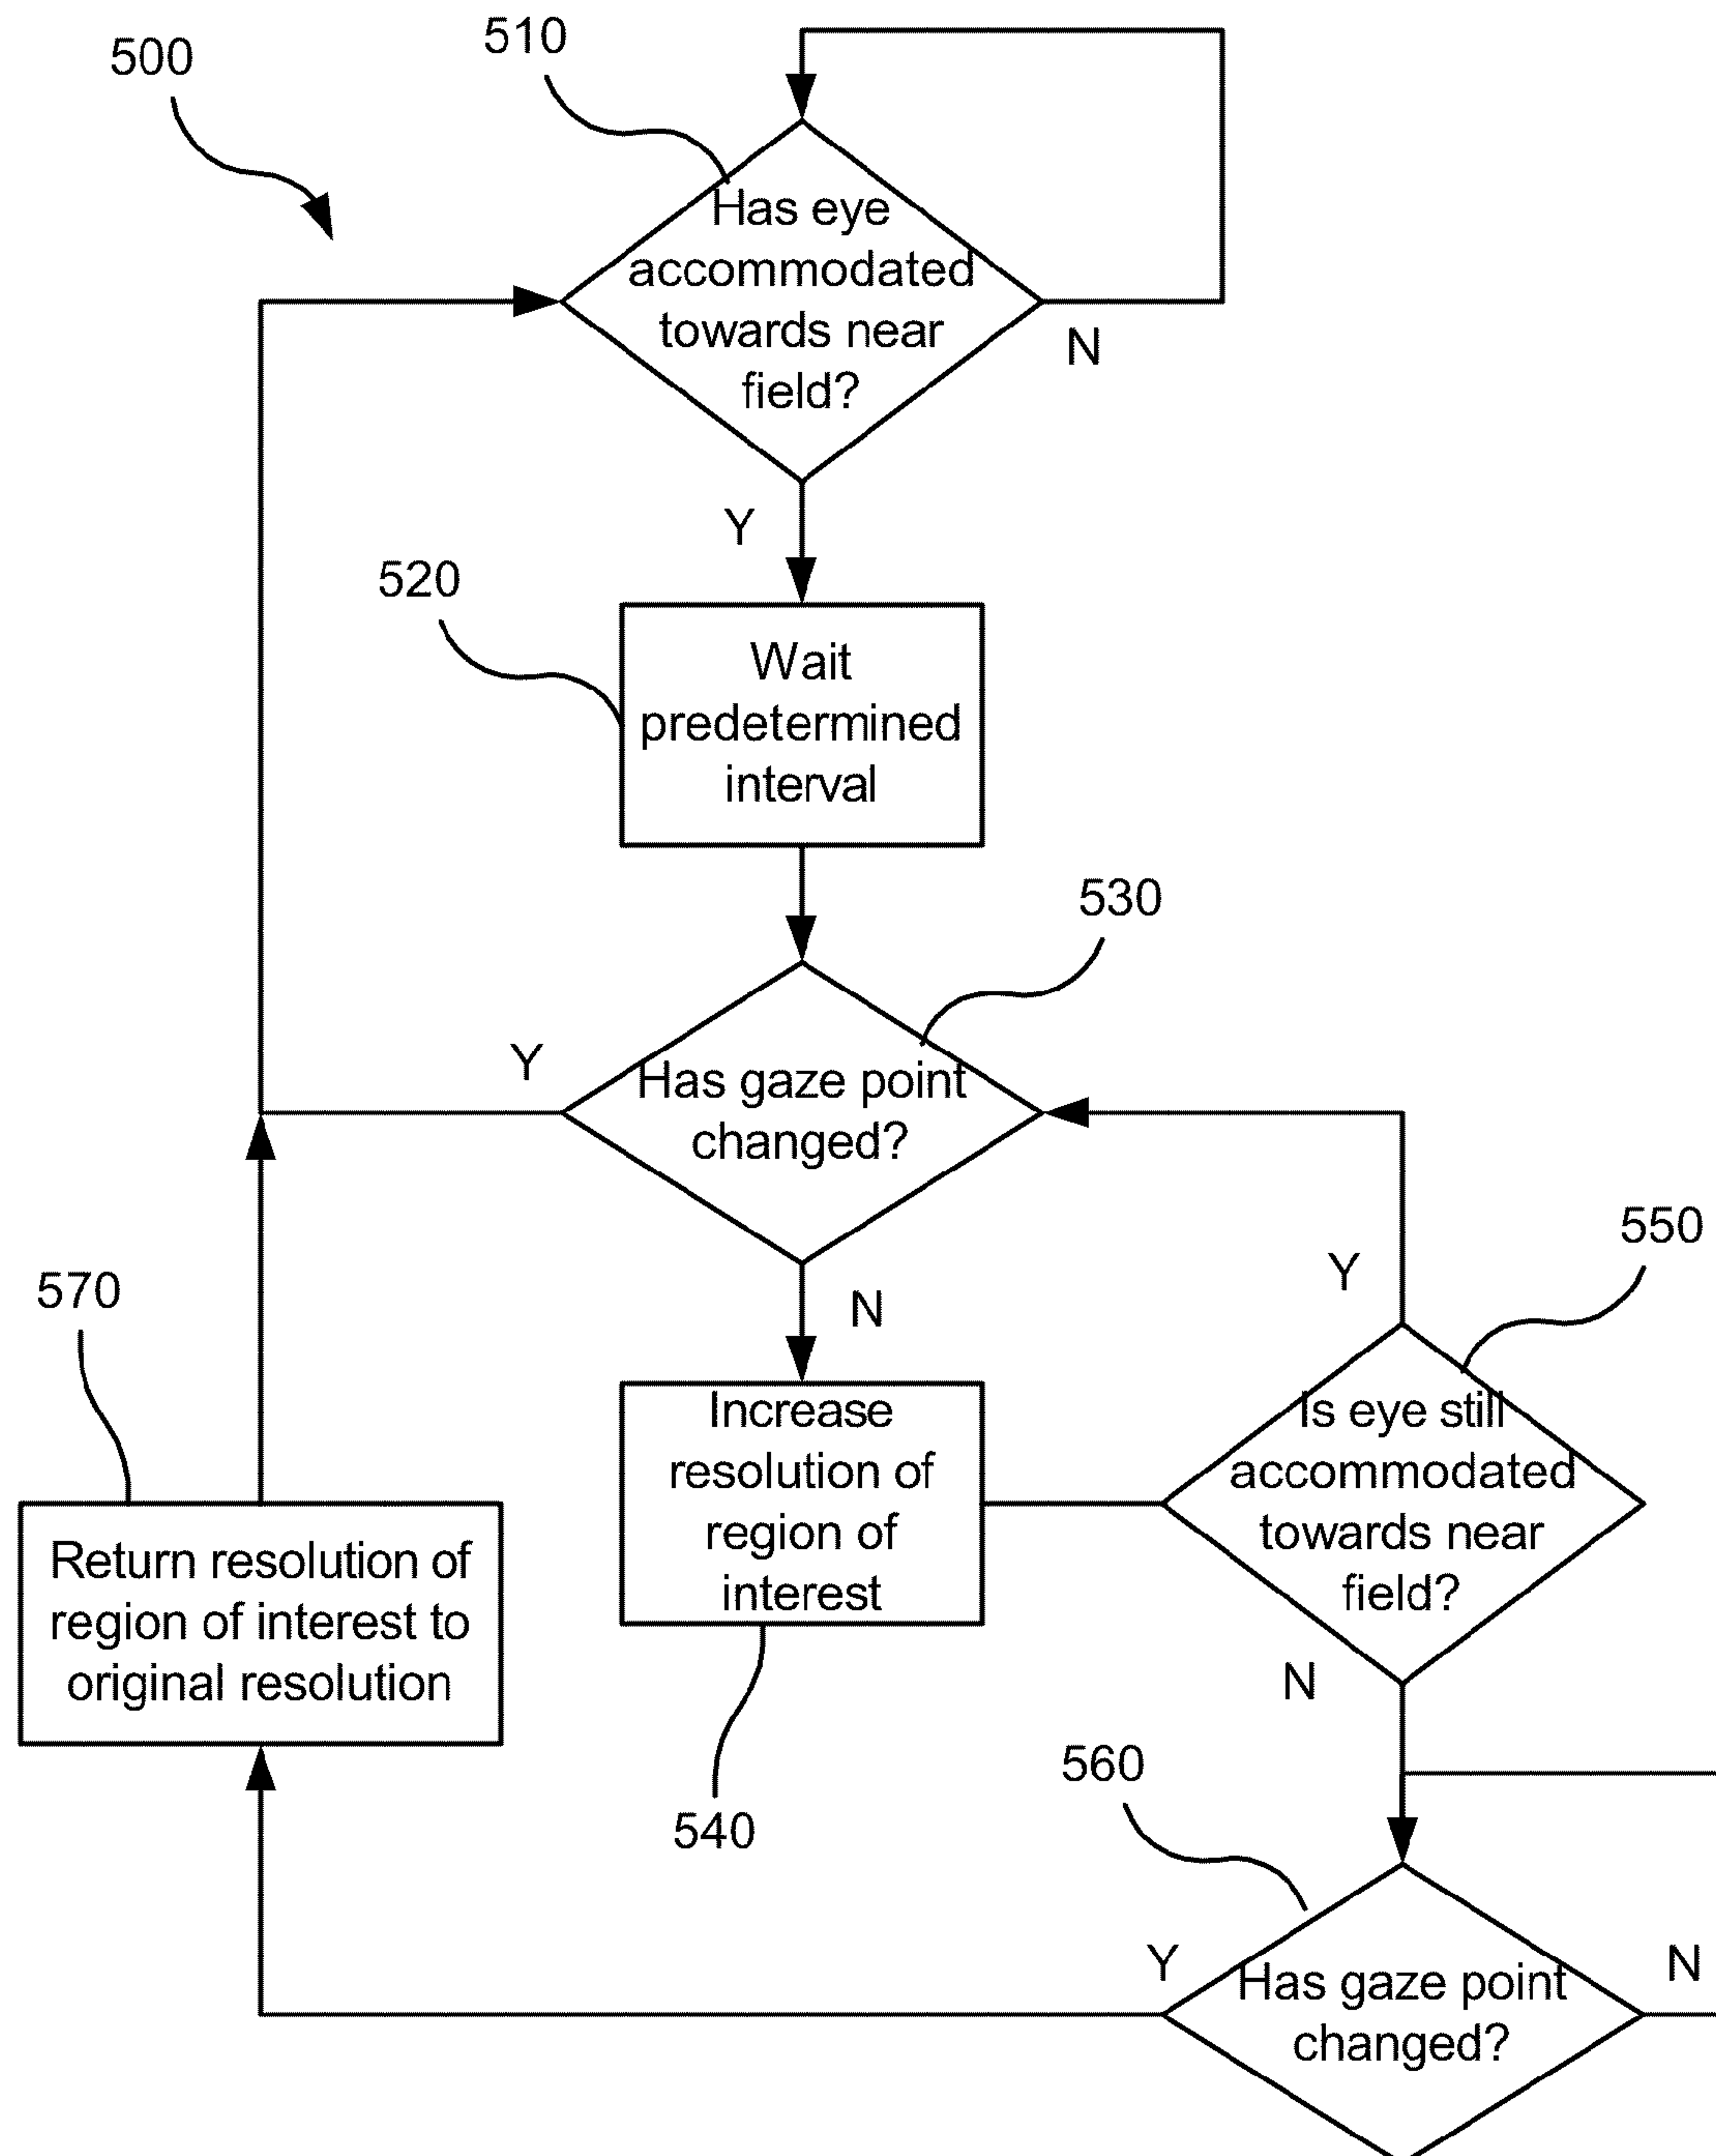 500
510
Has eye
accommodated
towards near
field?
N
Y
520
Wait
predetermined
interval
530
Y
Has gaze point
changed?
N
550
Y
570
Increase
resolution of
region of
interest
Is eye still
accommodated
towards near
field?
Return resolution of
region of interest to
original resolution
N
540
560
Y
Has gaze point
changed?
N